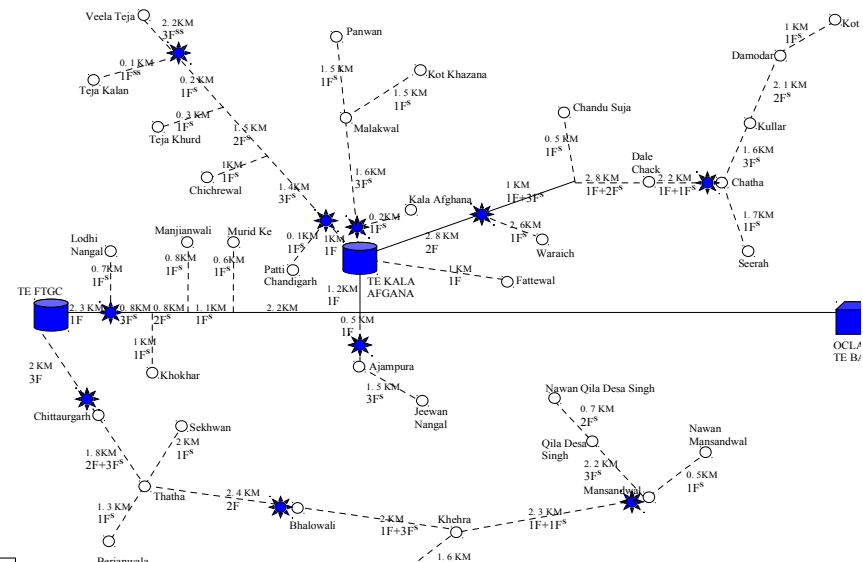 Veela Teja
2. 2KM
3Fss
0. 1 KM
1Fss
Teja Kalan
0. 2 KM
1Fs
0. 3 KM
1Fs
Teja Khurd
1. 5 KM
2Fs
1KM
1Fs
Chichrewal
1. 4KM
3Fs
Panwan
1. 5 KM
1Fs
Kot Khazana
1. 5 KM
1Fs
Malakwal
1. 6KM
3Fs
Kala Afghana
0. 2KM
1Fs
0. 1KM
1Fs
Patti
Chandigarh
1KM
1F
TE KALA
AFGANA
2. 8 KM
2F
1 KM
1F+3Fs
1Fs
Waraich
1 KM
1F
Fattewal
Chandu Suja
0. 5 KM
1Fs
2. 8 KM
1F+2Fs
Dale
Chack
2. 2 KM
1F+1Fs
Chatha
1. 6KM
3Fs
Kullar
2. 1 KM
2Fs
Damodar
1 KM
1Fs
Kot
1. 7KM
1Fs
Seerah
Lodhi
Nangal
0. 7KM
1Fs
Manjianwali
0. 8KM
1Fs
Murid Ke
0. 6KM
1Fs
TE FTGC
2. 3 KM
1F
0. 8KM
3Fs
0. 8KM
2Fs
1. 1KM
1Fs
2. 2KM
1. 2KM
1F
0. 5 KM
1F
1 KM
1Fs
Khokhar
Ajampura
1. 5 KM
3Fs
Jeewan
Nangal
OCLA
TE BA
2 KM
3F
Chittaurgarh
1. 8KM
2F+3Fs
Sekhwan
2 KM
1Fs
Thatha
1. 3 KM
1Fs
2. 4 KM
2F
Bhalowali
2 KM
1F+3Fs
Khehra
1. 6 KM
2. 3 KM
1F+1Fs
Nawan Qila Desa Singh
0. 7 KM
2Fs
Qila Desa
Singh
2. 2 KM
3Fs
Mansandwal
Nawan
Mansandwal
0. 5KM
1Fs